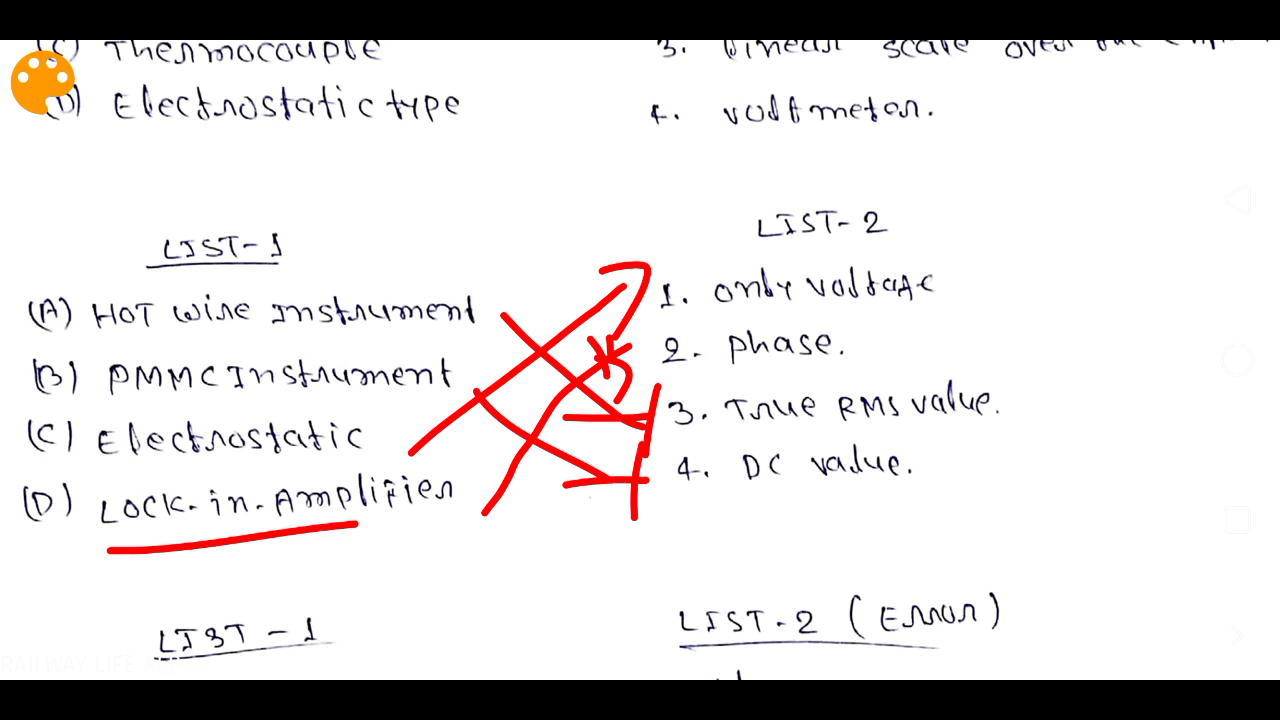 (C) Thermocouple
3. Linear scale over
(D) Electrostatic type
4. voltmeter.
LIST-1
LIST-2
(A) HOT wire Instrument
1. only voltage
(B) PMMC Instrument
2. phase.
(C) Electrostatic
3. True RMS value.
(D) LOCK-in-Amplifier
4. DC value.
LIST-1
LIST-2 (Error)
RAILWAY LIFE